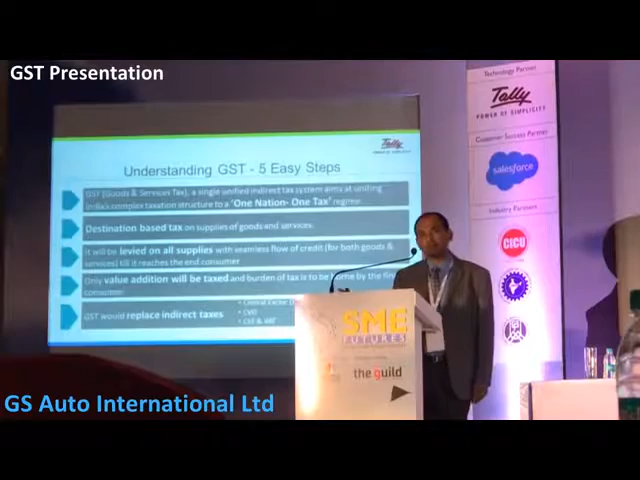 GST Presentation
Technology Partner
Tally
POWER OF SIMPLICITY
Customer Success Partner
salesforce
Industry Partners
CICU
Tally
Understanding GST - 5 Easy Steps
GST (Goods & Services Tax), a single unified indirect tax system aims at unifying
India's complex taxation structure to a 'One Nation- One Tax' regime.
Destination based tax on supplies of goods and services.
It will be levied on all supplies with seamless flow of credit (for both goods &
services) till it reaches the end consumer
Only value addition will be taxed and burden of tax is to be borne by the
consumer
GST would replace indirect taxes
• Central Excise
• CVD
• CST & VAT
SME
FUTURES
the guild
GS Auto International Ltd